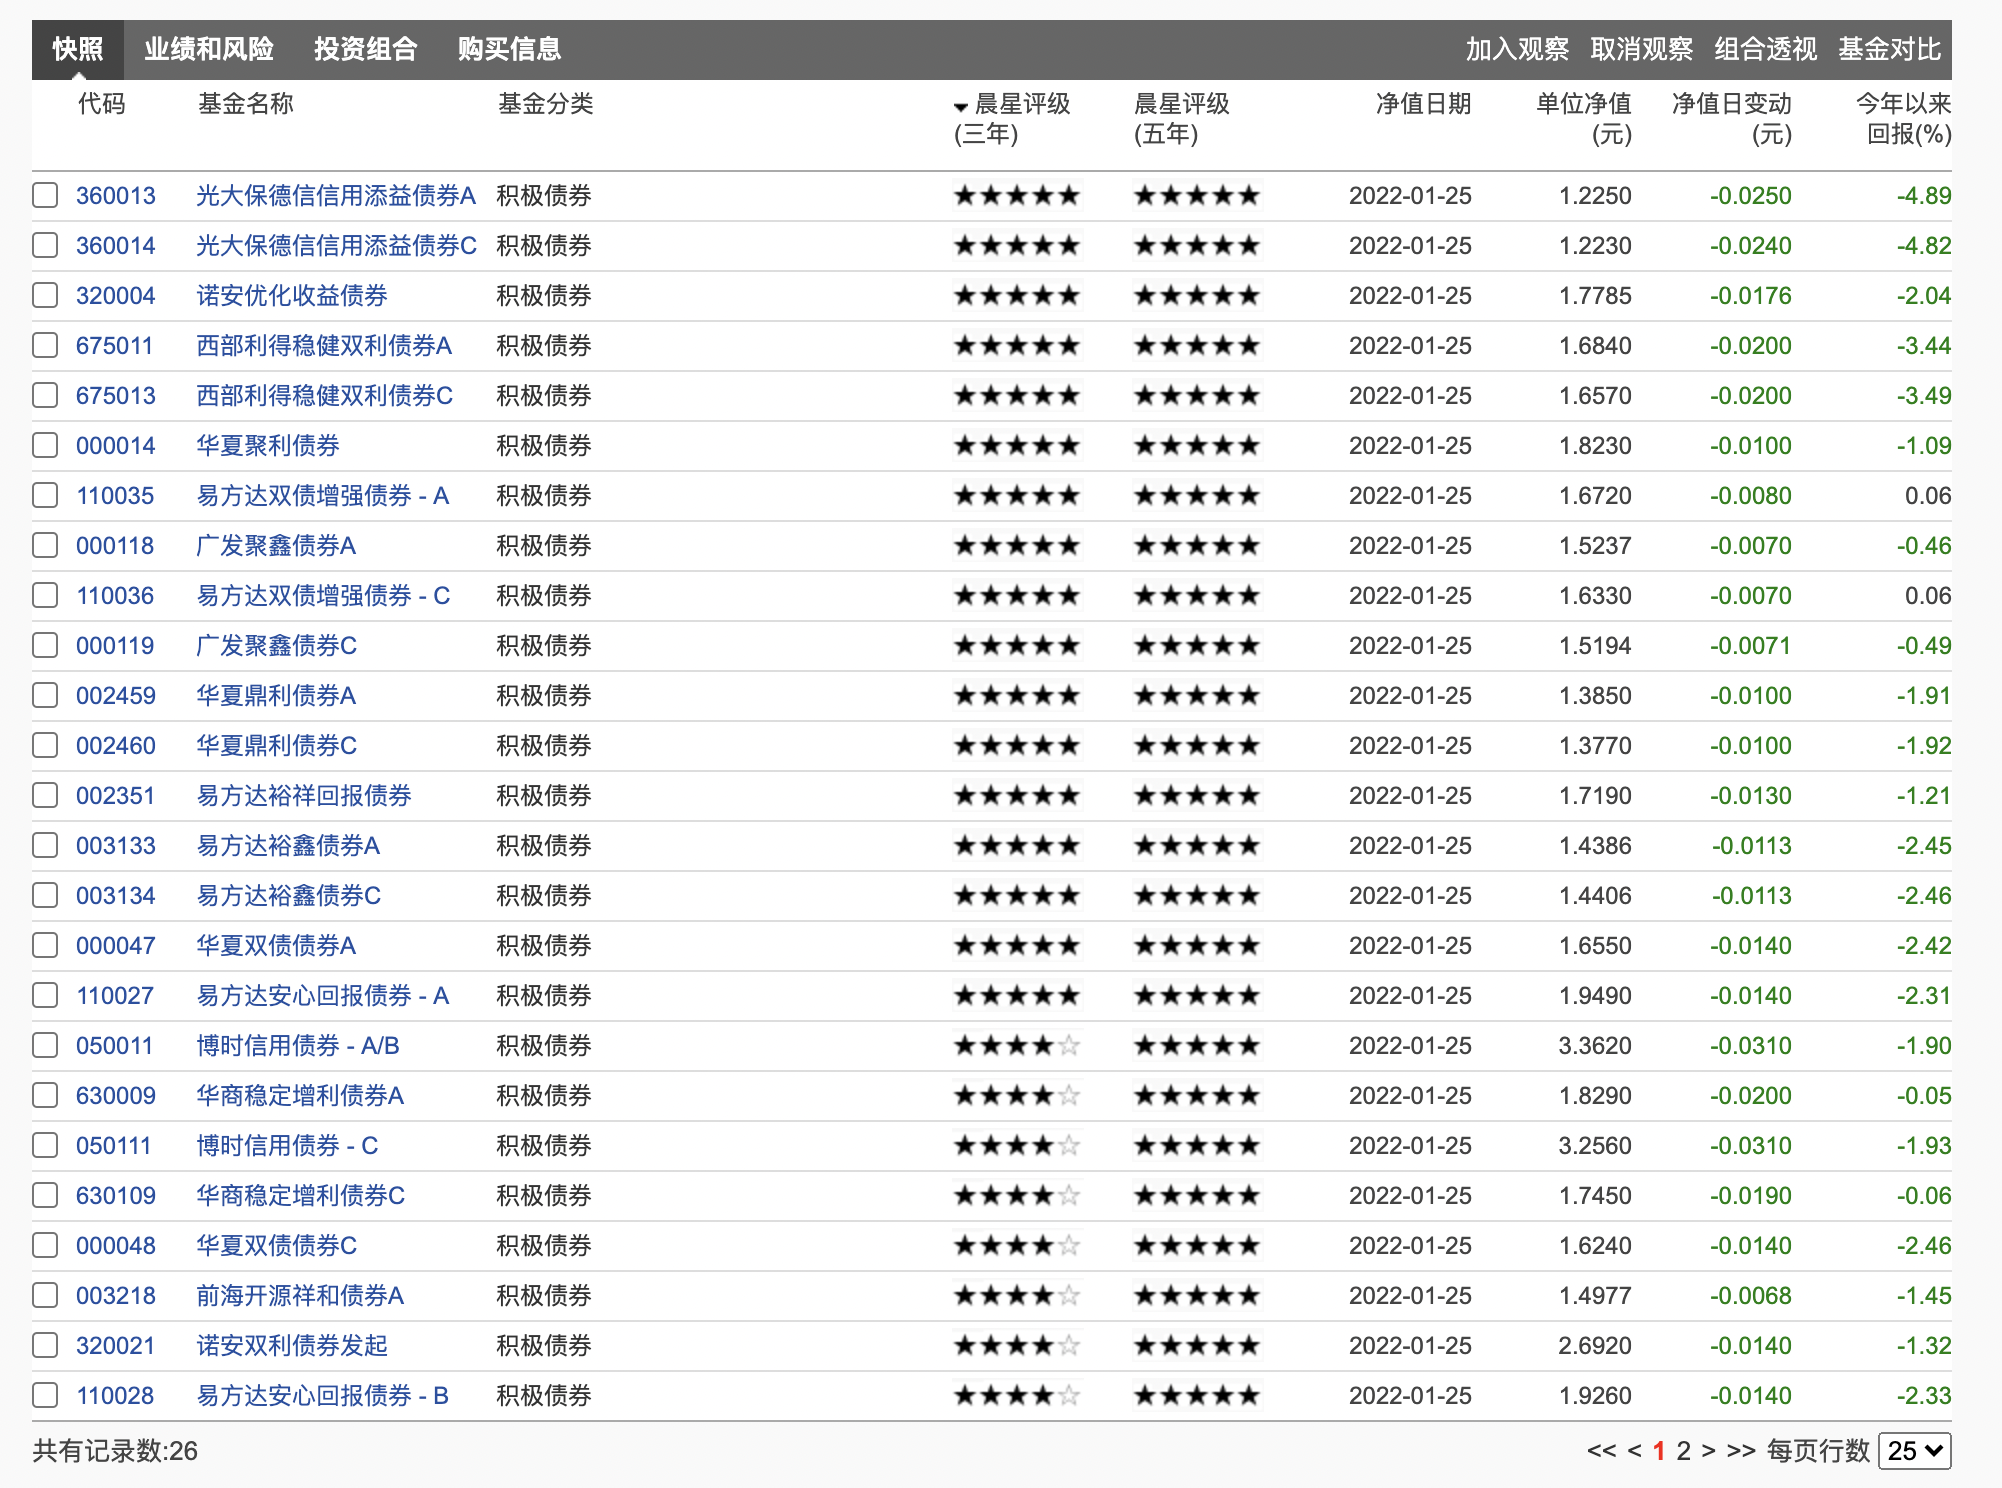 快照 业绩和风险 投资组合 购买信息 加入观察 取消观察 组合透视 基金对比
代码 基金名称 基金分类 晨星评级 (三年) 晨星评级 (五年) 净值日期 单位净值 (元) 净值日变动 (元) 今年以来 回报(%)
360013 光大保德信信用添益债券A 积极债券 ★★★★★ ★★★★★ 2022-01-25 1.2250 -0.0250 -4.89
360014 光大保德信信用添益债券C 积极债券 ★★★★★ ★★★★★ 2022-01-25 1.2230 -0.0240 -4.82
320004 诺安优化收益债券 积极债券 ★★★★★ ★★★★★ 2022-01-25 1.7785 -0.0176 -2.04
675011 西部利得稳健双利债券A 积极债券 ★★★★★ ★★★★★ 2022-01-25 1.6840 -0.0200 -3.44
675013 西部利得稳健双利债券C 积极债券 ★★★★★ ★★★★★ 2022-01-25 1.6570 -0.0200 -3.49
000014 华夏聚利债券 积极债券 ★★★★★ ★★★★★ 2022-01-25 1.8230 -0.0100 -1.09
110035 易方达双债增强债券 - A 积极债券 ★★★★★ ★★★★★ 2022-01-25 1.6720 -0.0080 0.06
000118 广发聚鑫债券A 积极债券 ★★★★★ ★★★★★ 2022-01-25 1.5237 -0.0070 -0.46
110036 易方达双债增强债券 - C 积极债券 ★★★★★ ★★★★★ 2022-01-25 1.6330 -0.0070 0.06
000119 广发聚鑫债券C 积极债券 ★★★★★ ★★★★★ 2022-01-25 1.5194 -0.0071 -0.49
002459 华夏鼎利债券A 积极债券 ★★★★★ ★★★★★ 2022-01-25 1.3850 -0.0100 -1.91
002460 华夏鼎利债券C 积极债券 ★★★★★ ★★★★★ 2022-01-25 1.3770 -0.0100 -1.92
002351 易方达裕祥回报债券 积极债券 ★★★★★ ★★★★★ 2022-01-25 1.7190 -0.0130 -1.21
003133 易方达裕鑫债券A 积极债券 ★★★★★ ★★★★★ 2022-01-25 1.4386 -0.0113 -2.45
003134 易方达裕鑫债券C 积极债券 ★★★★★ ★★★★★ 2022-01-25 1.4406 -0.0113 -2.46
000047 华夏双债债券A 积极债券 ★★★★★ ★★★★★ 2022-01-25 1.6550 -0.0140 -2.42
110027 易方达安心回报债券 - A 积极债券 ★★★★★ ★★★★★ 2022-01-25 1.9490 -0.0140 -2.31
050011 博时信用债券 - A/B 积极债券 ★★★★☆ ★★★★★ 2022-01-25 3.3620 -0.0310 -1.90
630009 华商稳定增利债券A 积极债券 ★★★★☆ ★★★★★ 2022-01-25 1.8290 -0.0200 -0.05
050111 博时信用债券 - C 积极债券 ★★★★☆ ★★★★★ 2022-01-25 3.2560 -0.0310 -1.93
630109 华商稳定增利债券C 积极债券 ★★★★☆ ★★★★★ 2022-01-25 1.7450 -0.0190 -0.06
000048 华夏双债债券C 积极债券 ★★★★☆ ★★★★★ 2022-01-25 1.6240 -0.0140 -2.46
003218 前海开源祥和债券A 积极债券 ★★★★☆ ★★★★★ 2022-01-25 1.4977 -0.0068 -1.45
320021 诺安双利债券发起 积极债券 ★★★★☆ ★★★★★ 2022-01-25 2.6920 -0.0140 -1.32
110028 易方达安心回报债券 - B 积极债券 ★★★★☆ ★★★★★ 2022-01-25 1.9260 -0.0140 -2.33
共有记录数:26 << < 1 2 > >> 每页行数 25